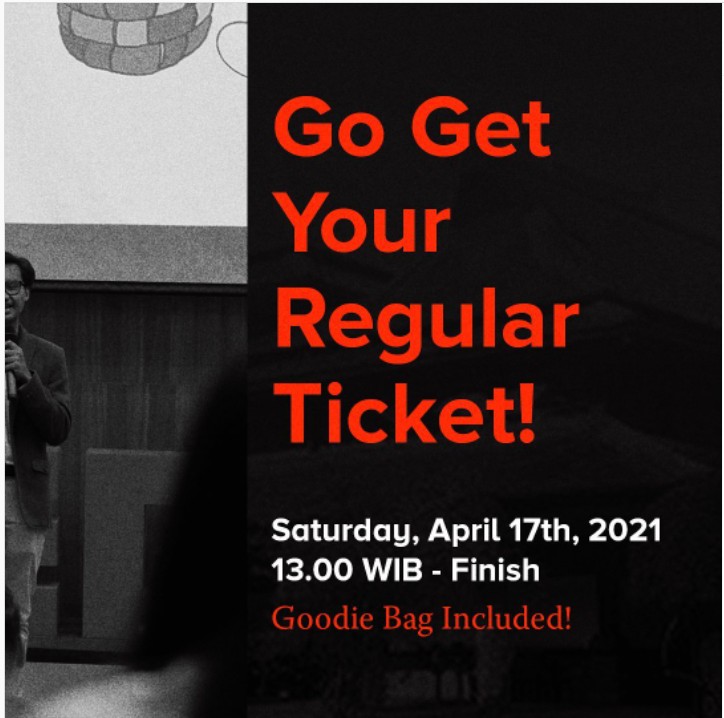 Go Get
Your
Regular
Ticket!
Saturday, April 17th, 2021
13.00 WIB - Finish
Goodie Bag Included!